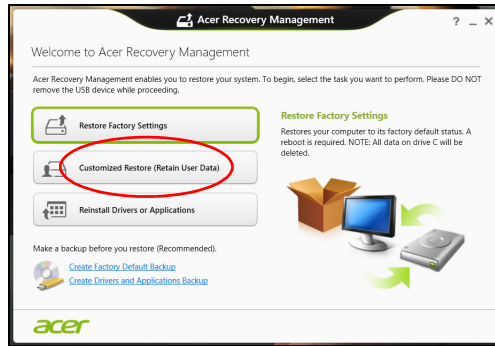 Acer Recovery Management
? _ X
Welcome to Acer Recovery Management
Acer Recovery Management enables you to restore your system. To begin, select the task you want to perform. Please DO NOT
remove the USB device while proceeding.
Restore Factory Settings
Customized Restore (Retain User Data)
Reinstall Drivers or Applications
Restore Factory Settings
Restores your computer to its factory default status. A
reboot is required. NOTE: All data on drive C will be
deleted.
Make a backup before you restore (Recommended).
Create Factory Default Backup
Create Drivers and Applications Backup
acer